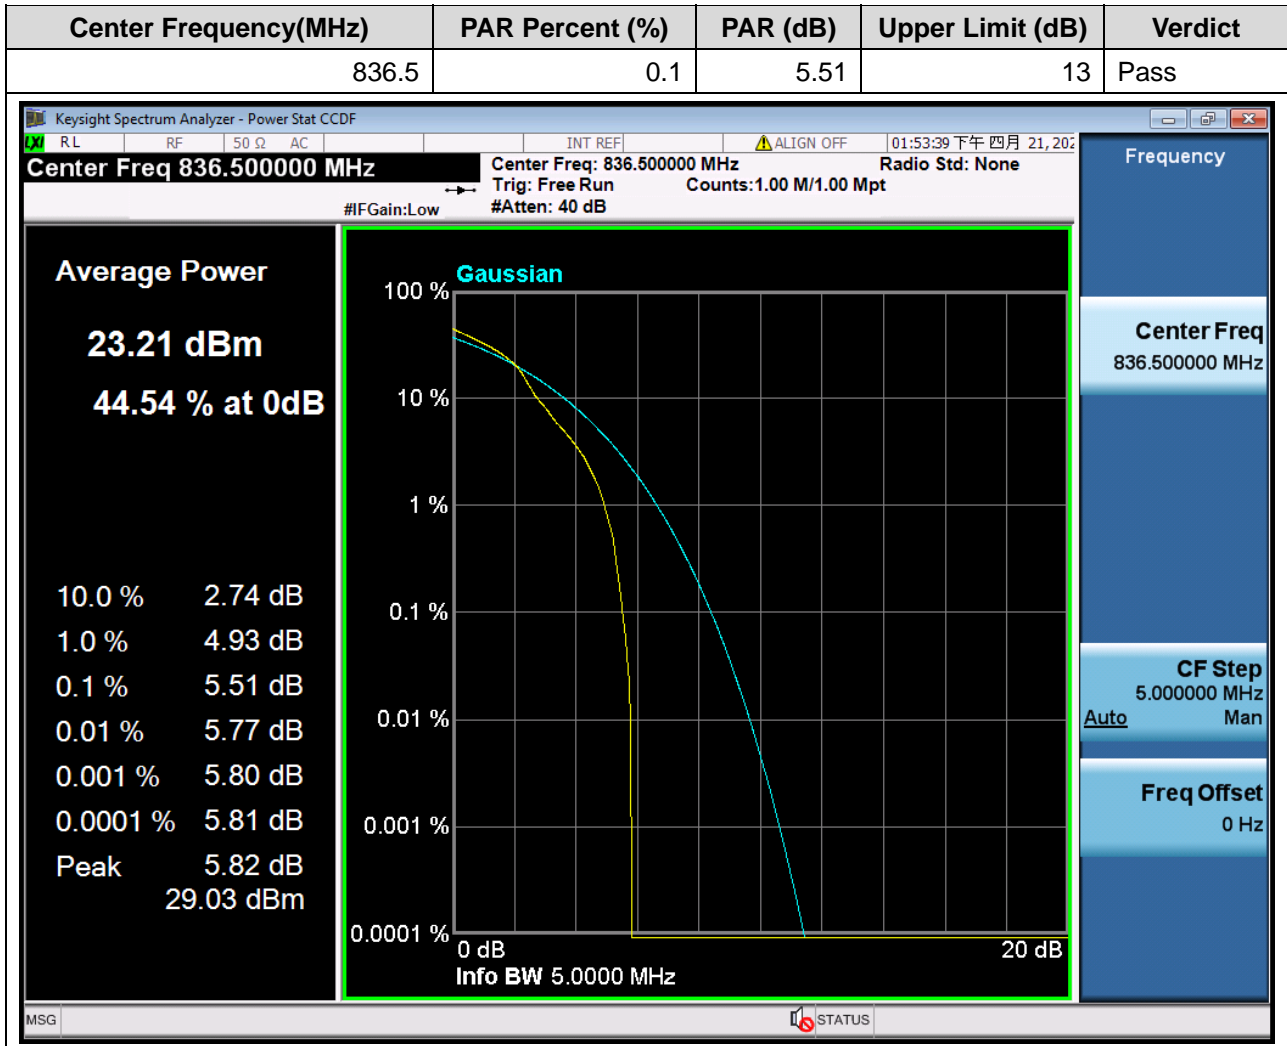 Center Frequency(MHz) PAR Percent (%) PAR (dB) Upper Limit (dB) Verdict
836.5 0.1 5.51 13 Pass
Keysight Spectrum Analyzer - Power Stat CCDF
LXI RL RF 50 Ω AC INT REF ALIGN OFF 01:53:39 下午 四月 21, 202
Center Freq 836.500000 MHz
Center Freq: 836.500000 MHz Radio Std: None
Trig: Free Run Counts:1.00 M/1.00 Mpt
#IFGain:Low #Atten: 40 dB
Average Power
23.21 dBm
44.54 % at 0dB
10.0 % 2.74 dB
1.0 % 4.93 dB
0.1 % 5.51 dB
0.01 % 5.77 dB
0.001 % 5.80 dB
0.0001 % 5.81 dB
Peak 5.82 dB
29.03 dBm
Gaussian
100 %
10 %
1 %
0.1 %
0.01 %
0.001 %
0.0001 %
0 dB 20 dB
Info BW 5.0000 MHz
Frequency
Center Freq
836.500000 MHz
CF Step
5.000000 MHz
Auto Man
Freq Offset
0 Hz
MSG STATUS